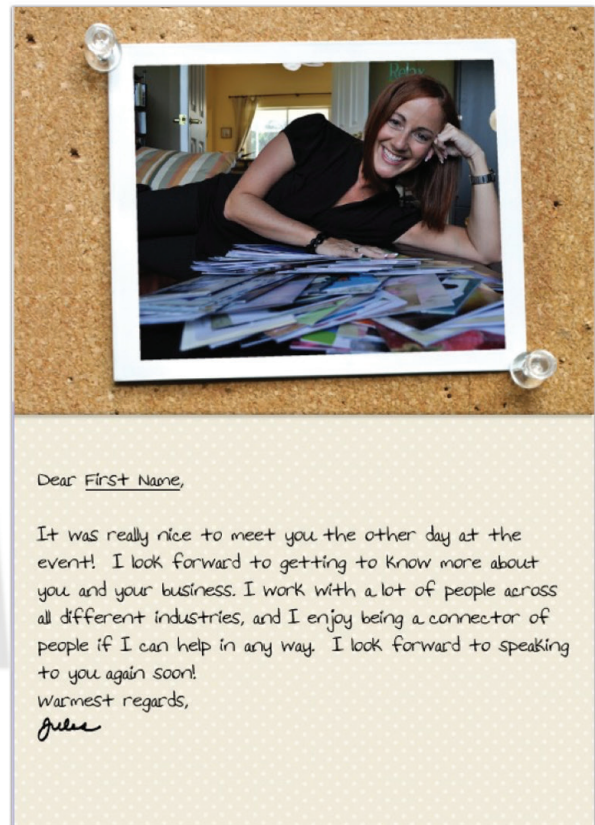 Relax
Dear First Name,
It was really nice to meet you the other day at the
event! I look forward to getting to know more about
you and your business. I work with a lot of people across
all different industries, and I enjoy being a connector of
people if I can help in any way. I look forward to speaking
to you again soon!
Warmest regards,
Jules